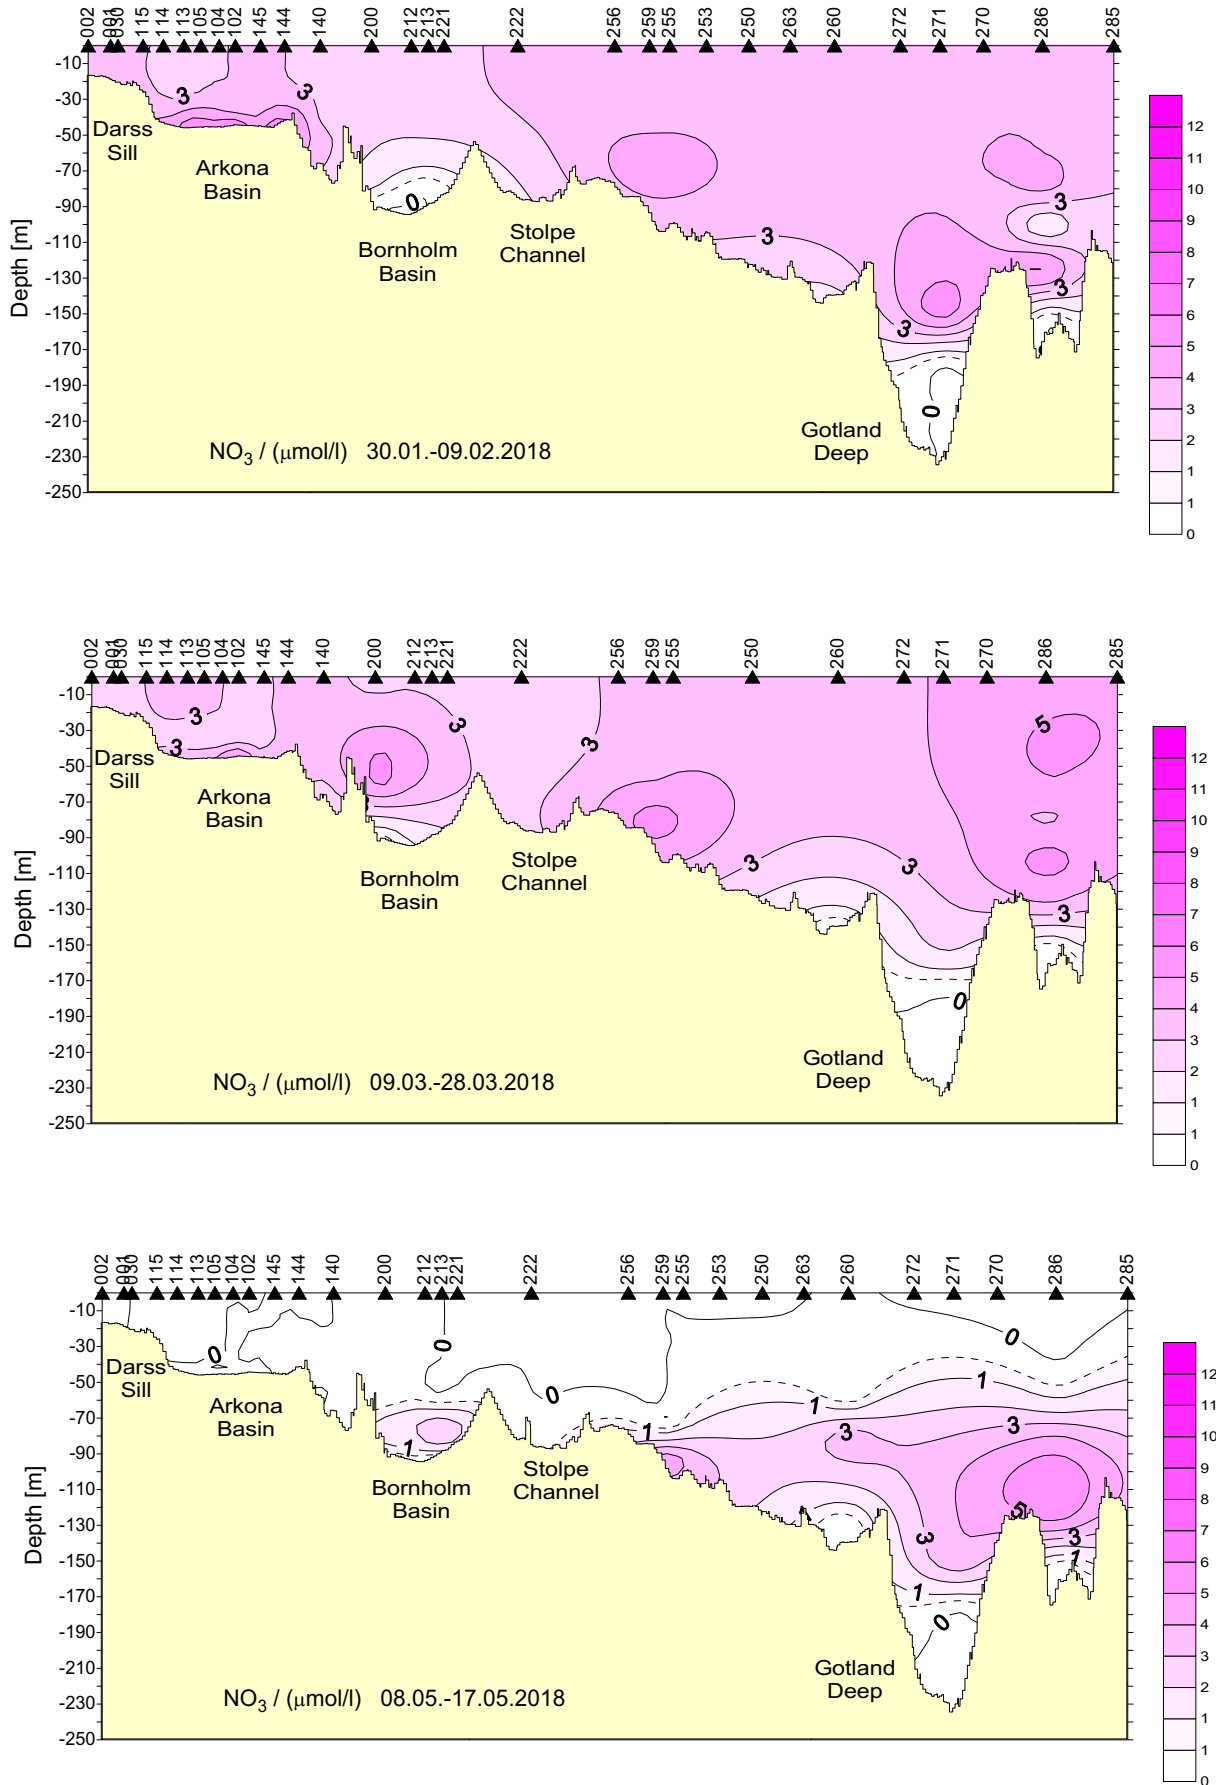 002 001 030 115 114 113 105 104 102 145 144 140 200 212 213 221 222 256 259 255 253 250 263 260 272 271 270 286 285
-10
-30
-50
-70
-90
-110
-130
-150
-170
-190
-210
-230
-250
Depth [m]
Darss
Sill
Arkona
Basin
Bornholm
Basin
Stolpe
Channel
Gotland
Deep
3 3 0 3 3 0 3 3
NO3 / (μmol/l) 30.01.-09.02.2018
12
11
10
9
8
7
6
5
4
3
2
1
1
0
002 001 030 115 114 113 105 104 102 145 144 140 200 212 213 221 222 256 259 255 250 260 272 271 270 286 285
-10
-30
-50
-70
-90
-110
-130
-150
-170
-190
-210
-230
-250
Depth [m]
Darss
Sill
Arkona
Basin
Bornholm
Basin
Stolpe
Channel
Gotland
Deep
3 3 3 3 3 3 0 5 3
NO3 / (μmol/l) 09.03.-28.03.2018
12
11
10
9
8
7
6
5
4
3
2
1
1
0
002 001 030 115 114 113 105 104 102 145 144 140 200 212 213 221 222 256 259 255 253 250 263 260 272 271 270 286 285
-10
-30
-50
-70
-90
-110
-130
-150
-170
-190
-210
-230
-250
Depth [m]
Darss
Sill
Arkona
Basin
Bornholm
Basin
Stolpe
Channel
Gotland
Deep
0 0 1 0 1 1 3 3 1 0 0 1 3 5 3 1
NO3 / (μmol/l) 08.05.-17.05.2018
12
11
10
9
8
7
6
5
4
3
2
1
1
0